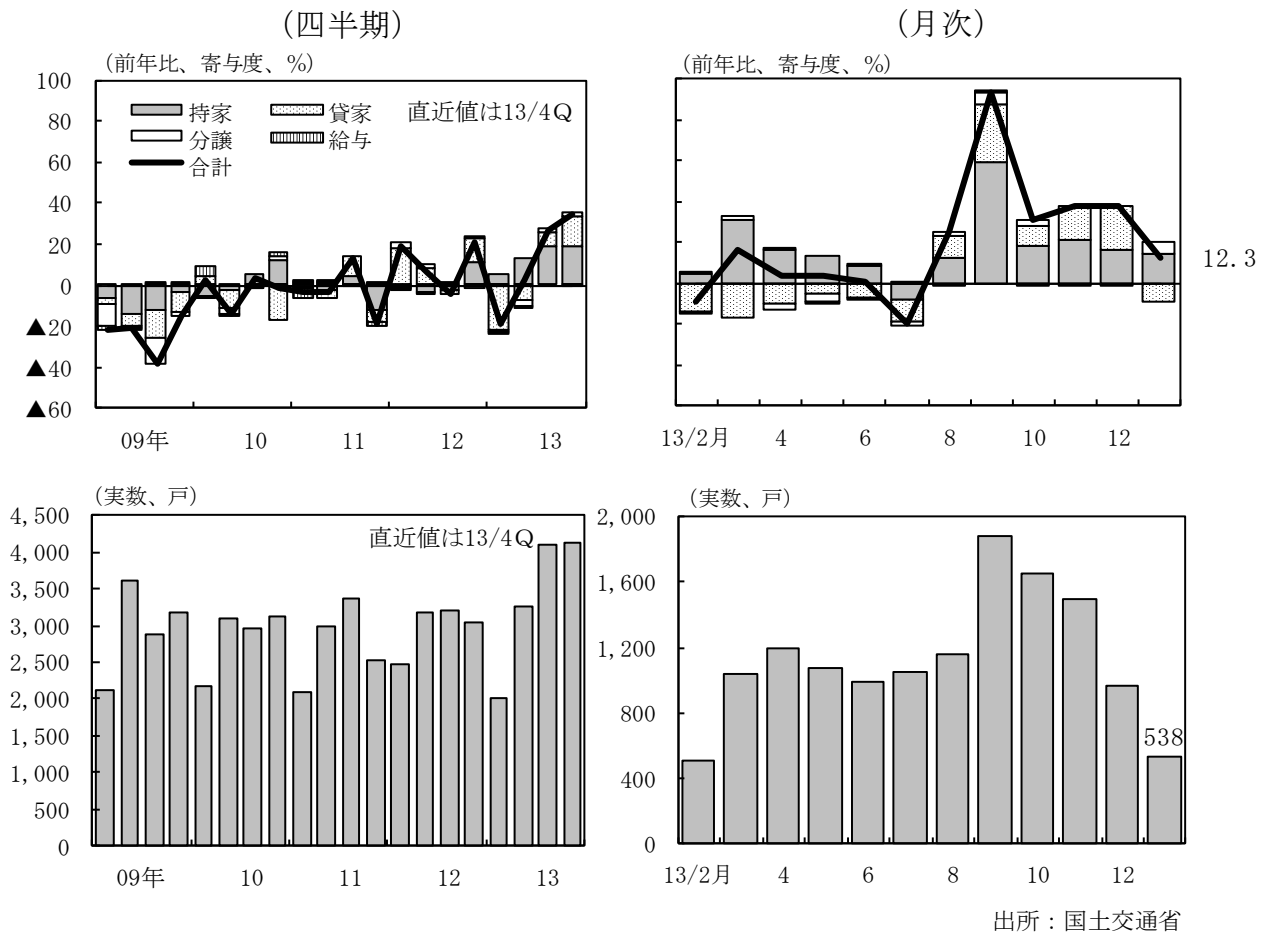 (四半期)
(月次)
(前年比、寄与度、%)
(前年比、寄与度、%)
100
80
60
40
20
0
▲20
▲40
▲60
持家
貸家
直近値は13/4Q
分譲
給与
合計
12.3
09年 10 11 12 13
13/2月 4 6 8 10 12
(実数、戸)
(実数、戸)
4,500
4,000
3,500
3,000
2,500
2,000
1,500
1,000
500
0
直近値は13/4Q
2,000
1,600
1,200
800
400
0
538
09年 10 11 12 13
13/2月 4 6 8 10 12
出所：国土交通省